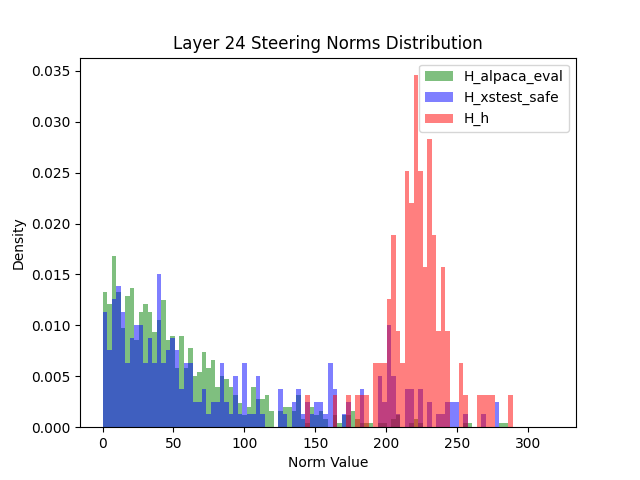 Layer 24 Steering Norms Distribution
H_alpaca_eval
H_xstest_safe
H_h
0.035
0.030
0.025
0.020
0.015
0.010
0.005
0.000
Density
0
50
100
150
200
250
300
Norm Value